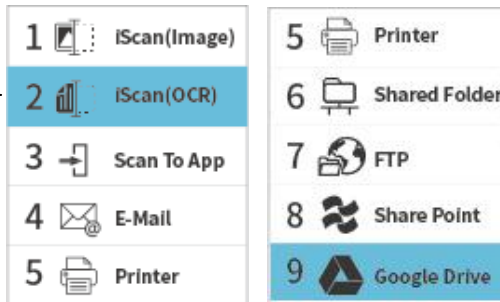 1 iScan(Image)
2 iScan(OCR)
3 Scan To App
4 E-Mail
5 Printer
5 Printer
6 Shared Folder
7 FTP
8 Share Point
9 Google Drive